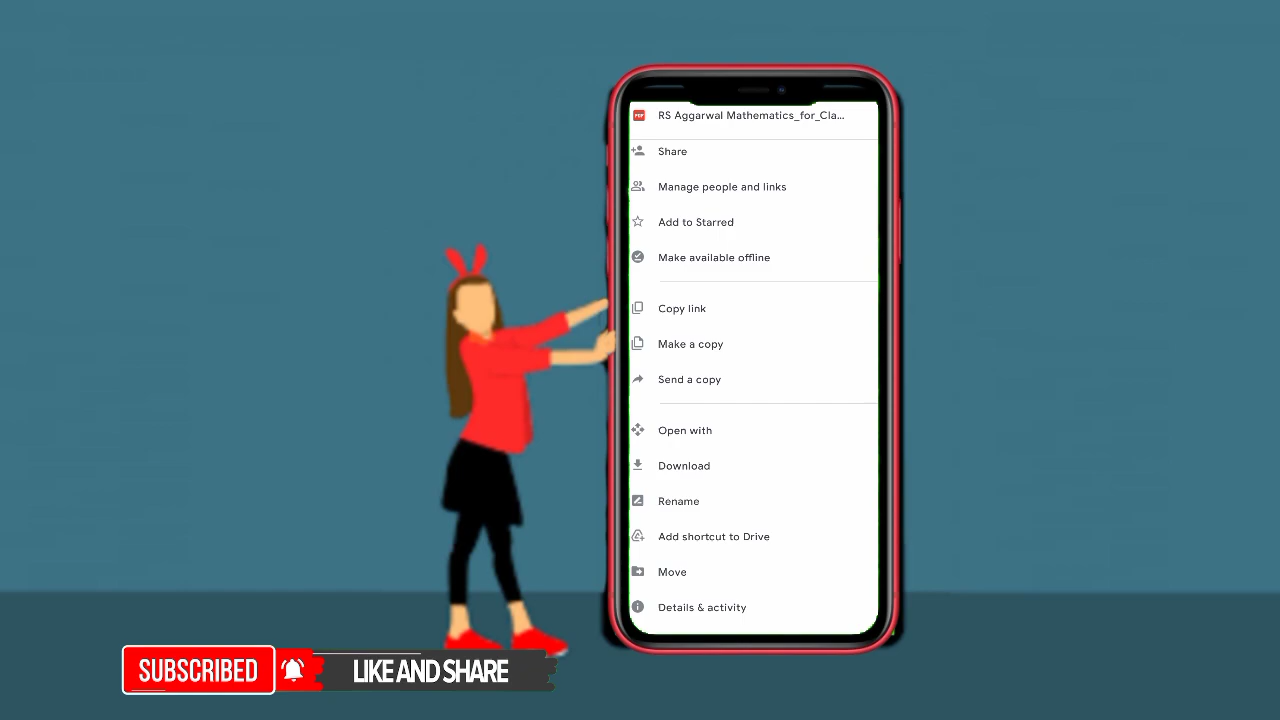 PDF
RS Aggarwal Mathematics_for_Cla...
Share
Manage people and links
Add to Starred
Make available offline
Copy link
Make a copy
Send a copy
Open with
Download
Rename
Add shortcut to Drive
Move
Details & activity
SUBSCRIBED
LIKE AND SHARE